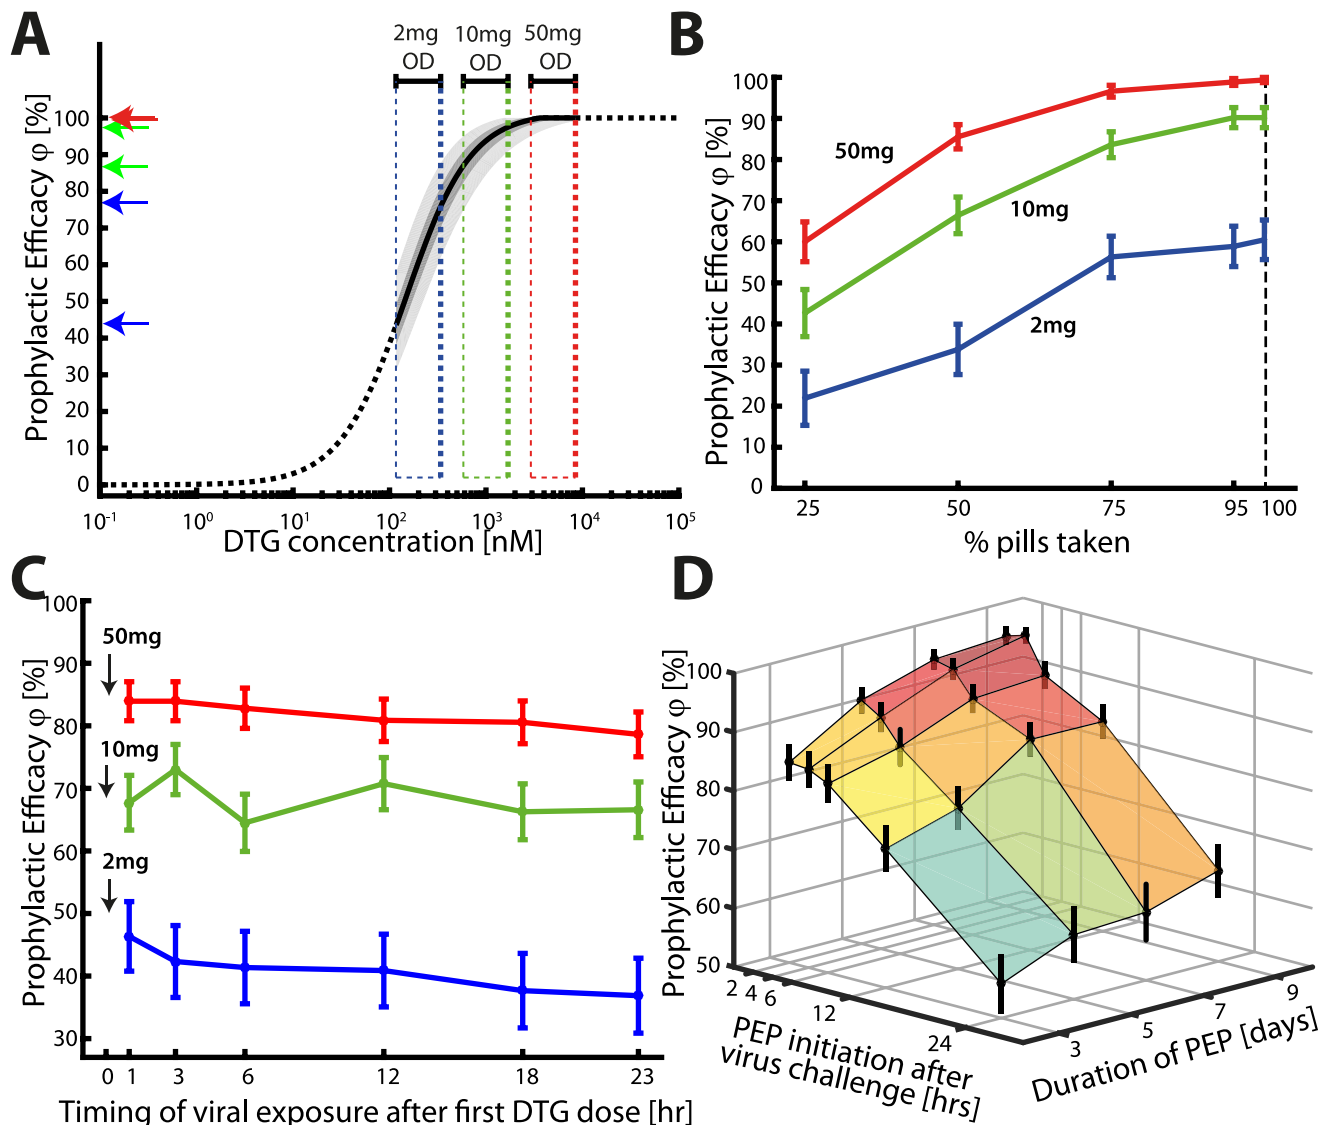 A
2mg 10mg 50mg
OD OD OD
Prophylactic Efficacy φ [%]
100
90
80
70
60
50
40
30
20
10
0
10-1 100 101 102 103 104 105
DTG concentration [nM]
B
Prophylactic Efficacy φ [%]
100
90
80
70
60
50
40
30
20
10
0
50mg
10mg
2mg
25 50 75 95 100
% pills taken
C
Prophylactic Efficacy φ [%]
100
90
80
70
60
50
40
30
50mg
10mg
2mg
0 1 3 6 12 18 23
Timing of viral exposure after first DTG dose [hr]
D
Prophylactic Efficacy φ [%]
100
90
80
70
60
50
2 4 6 12 24
PEP initiation after
virus challenge [hrs]
3 5 7 9
Duration of PEP [days]